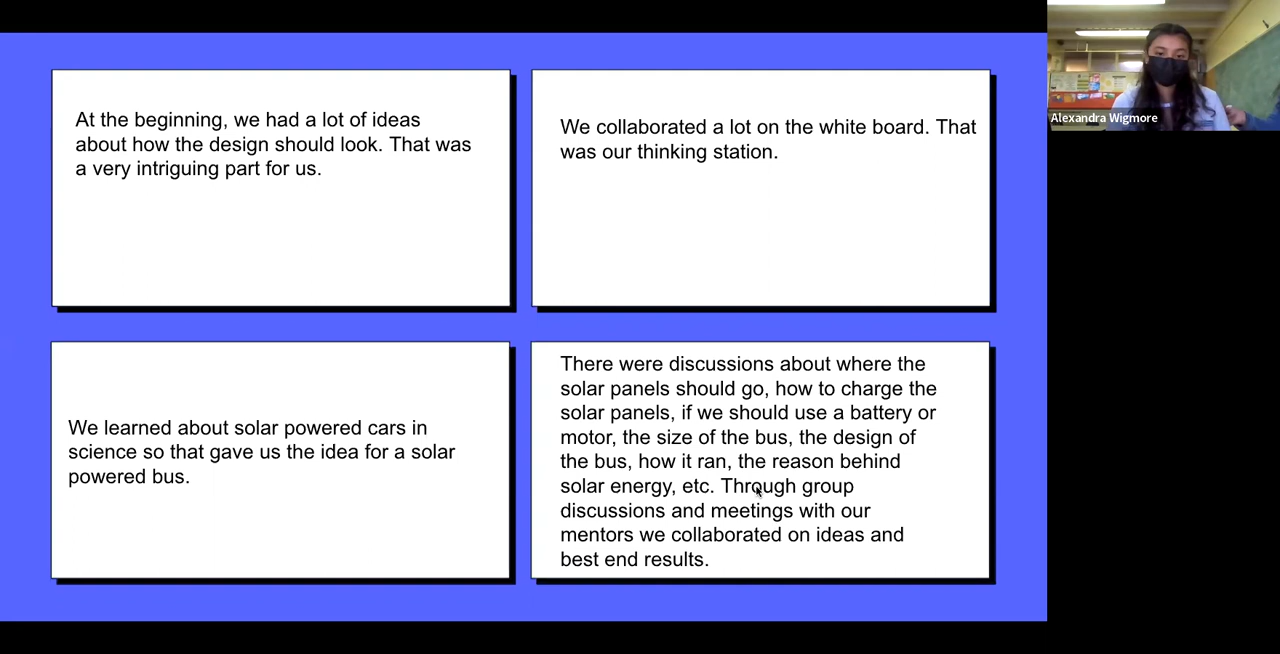 At the beginning, we had a lot of ideas
about how the design should look. That was
a very intriguing part for us.
We collaborated a lot on the white board. That
was our thinking station.
We learned about solar powered cars in
science so that gave us the idea for a solar
powered bus.
There were discussions about where the
solar panels should go, how to charge the
solar panels, if we should use a battery or
motor, the size of the bus, the design of
the bus, how it ran, the reason behind
solar energy, etc. Through group
discussions and meetings with our
mentors we collaborated on ideas and
best end results.
Alexandra Wigmore